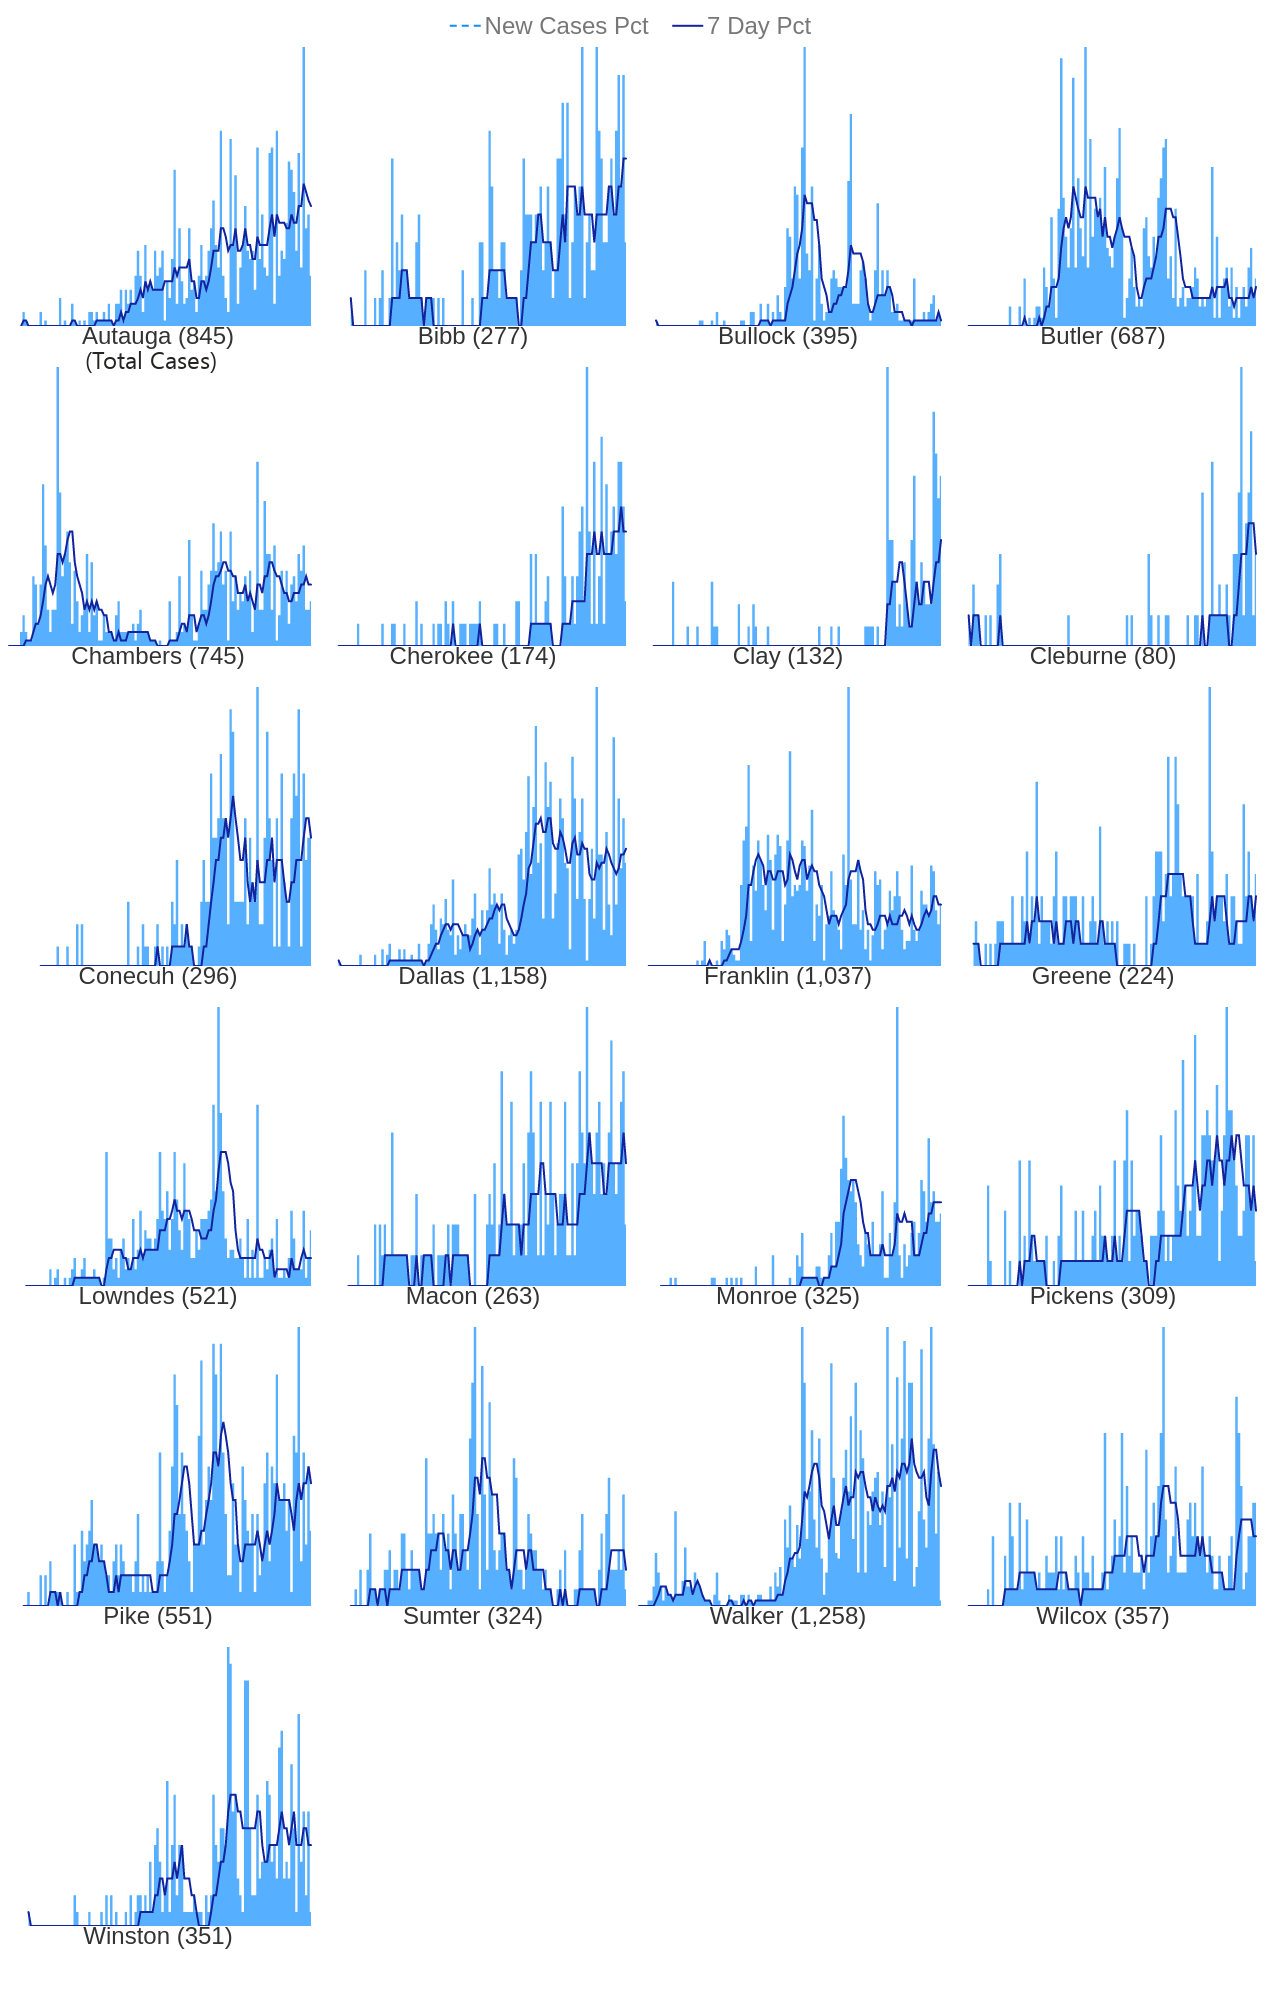 New Cases Pct 7 Day Pct
Autauga (845) Bibb (277) Bullock (395) Butler (687)
(Total Cases)
Chambers (745) Cherokee (174) Clay (132) Cleburne (80)
Conecuh (296) Dallas (1,158) Franklin (1,037) Greene (224)
Lowndes (521) Macon (263) Monroe (325) Pickens (309)
Pike (551) Sumter (324) Walker (1,258) Wilcox (357)
Winston (351)